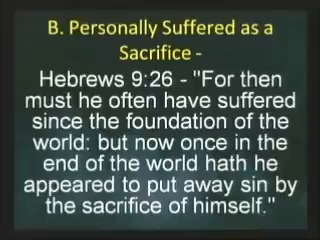 B. Personally Suffered as a
Sacrifice -
Hebrews 9:26 - "For then
must he often have suffered
since the foundation of the
world: but now once in the
end of the world hath he
appeared to put away sin by
the sacrifice of himself."